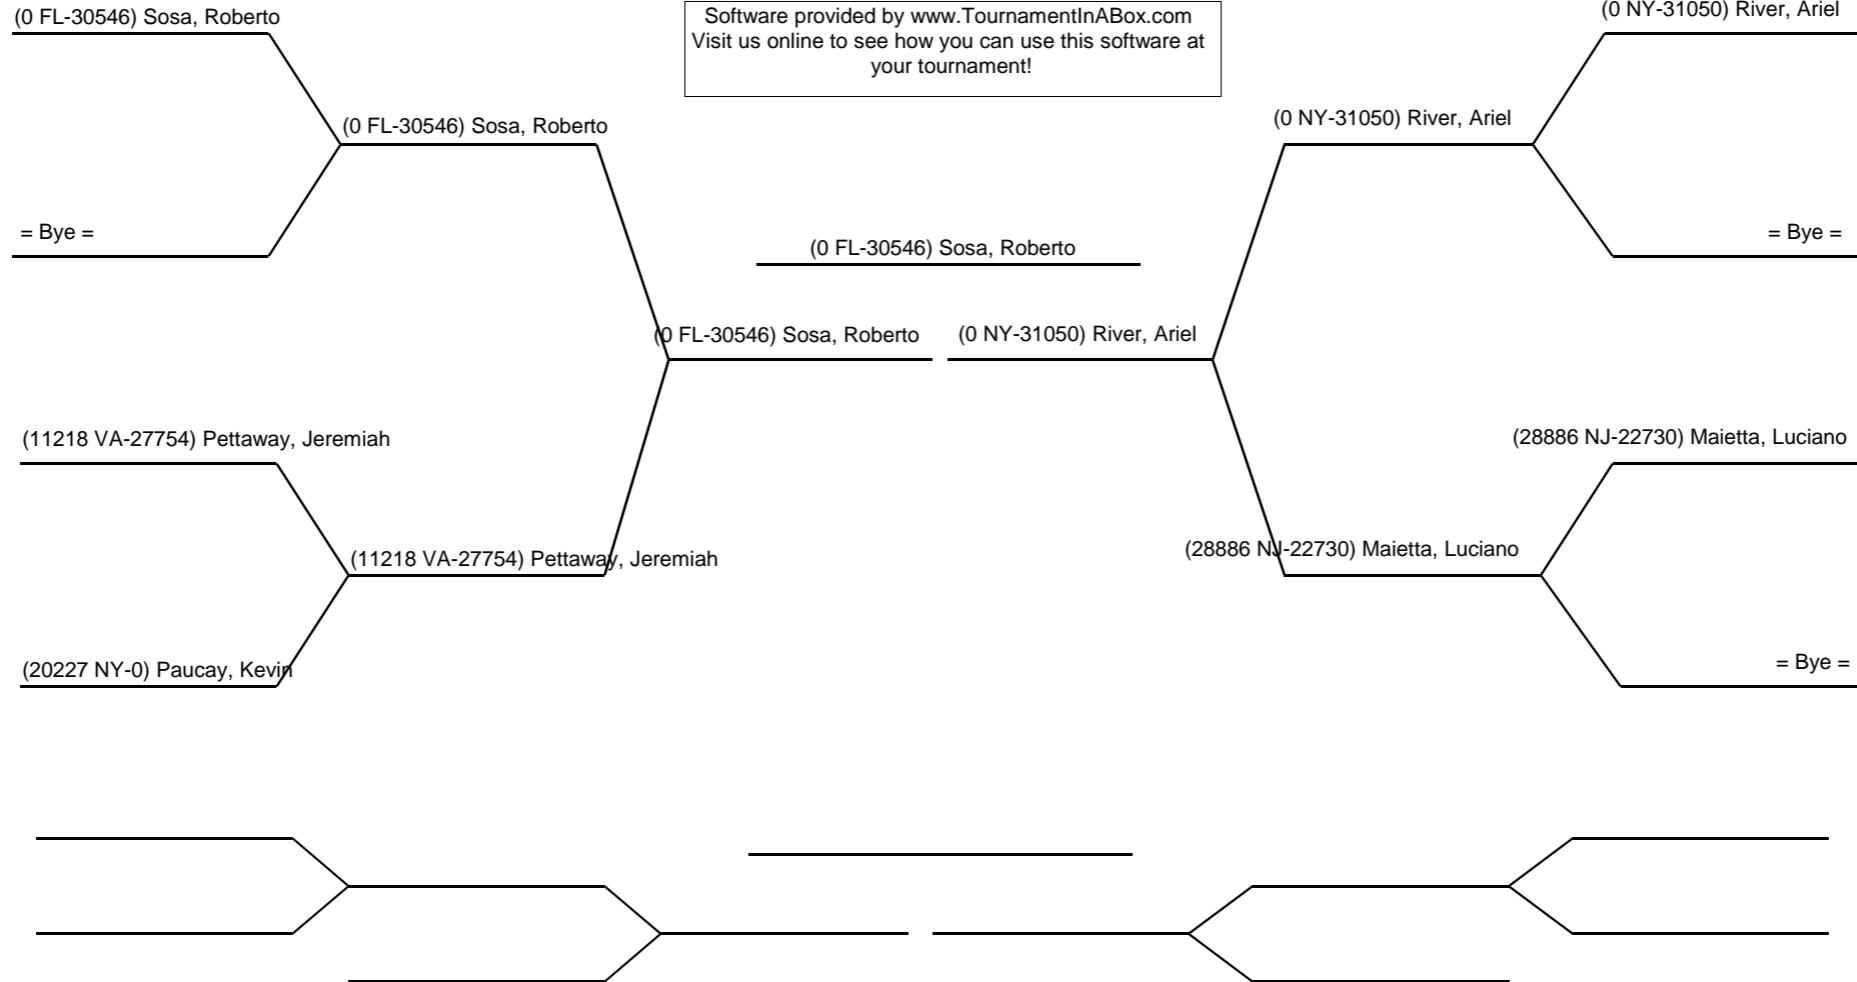 (0 FL-30546) Sosa, Roberto
Software provided by www.TournamentInABox.com
Visit us online to see how you can use this software at
your tournament!
(0 NY-31050) River, Ariel
(0 FL-30546) Sosa, Roberto
(0 NY-31050) River, Ariel
= Bye =
(0 FL-30546) Sosa, Roberto
= Bye =
(0 FL-30546) Sosa, Roberto
(0 NY-31050) River, Ariel
(11218 VA-27754) Pettaway, Jeremiah
(28886 NJ-22730) Maietta, Luciano
(11218 VA-27754) Pettaway, Jeremiah
(28886 NJ-22730) Maietta, Luciano
(20227 NY-0) Paucay, Kevin
= Bye =